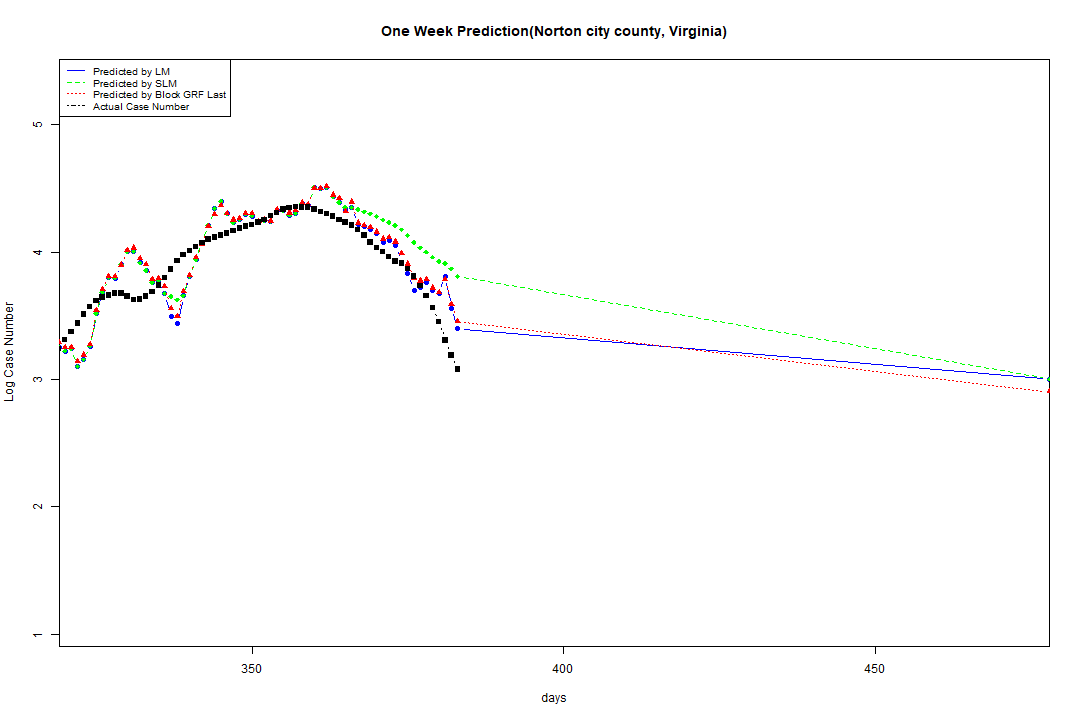 One Week Prediction(Norton city county, Virginia)
Predicted by LM
Predicted by SLM
Predicted by Block GRF Last
Actual Case Number
5
4
3
2
1
Log Case Number
350
400
450
days